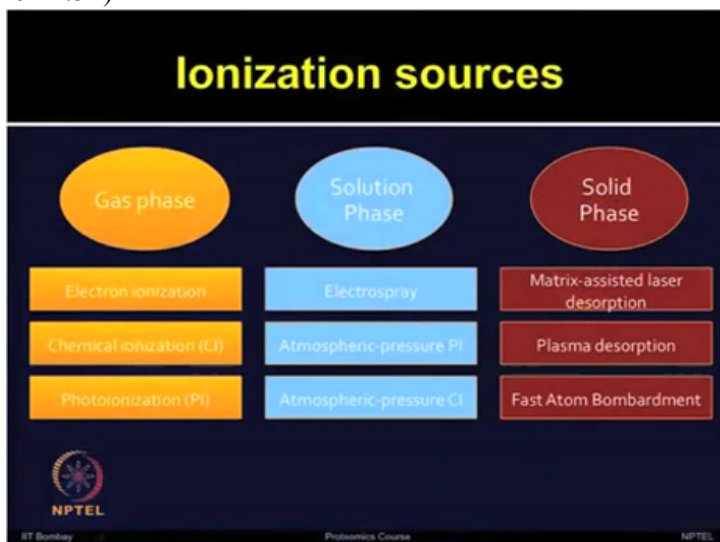 Ionization sources
Gas phase
Solution
Phase
Solid
Phase
Electron ionization
Electrospray
Matrix-assisted laser
desorption
Chemical ionization (CI)
Atmospheric-pressure PI
Plasma desorption
Photoionization (PI)
Atmospheric-pressure CI
Fast Atom Bombardment
NPTEL
IIT Bombay
Proteomics Course
NPTEL